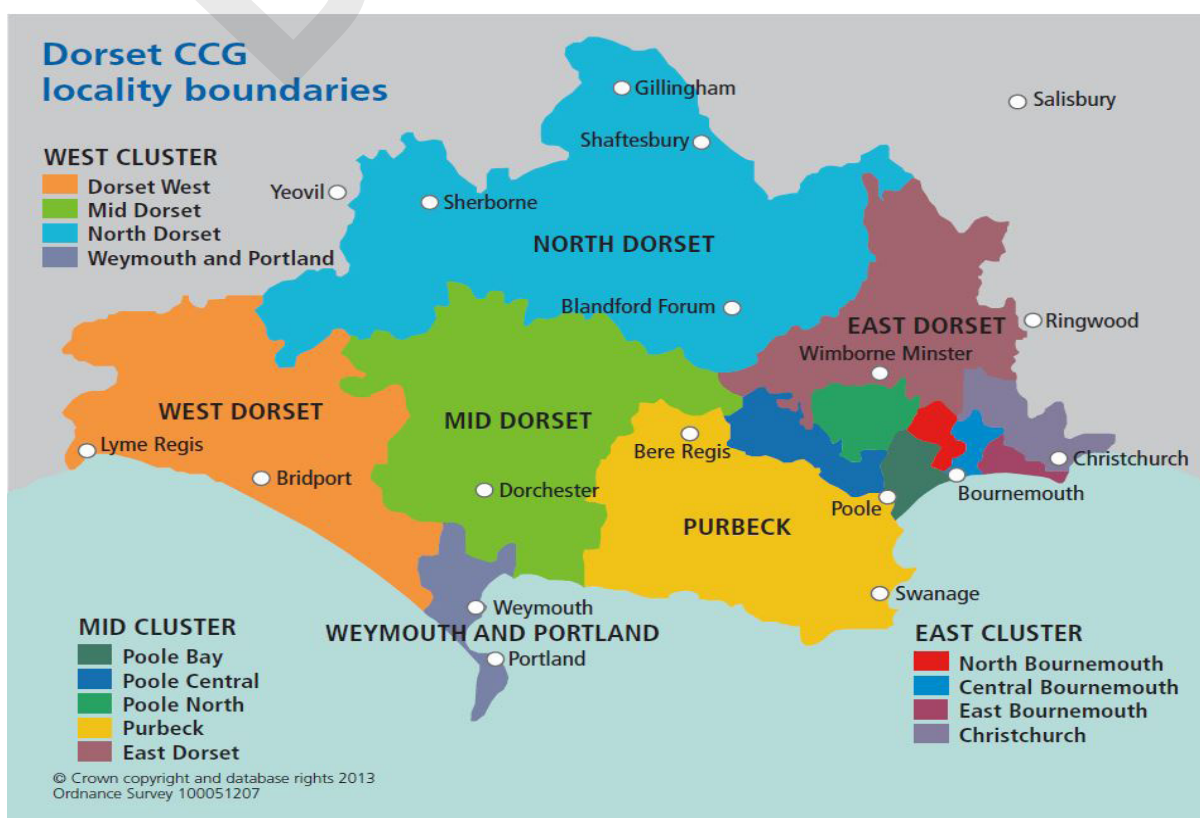 Dorset CCG
locality boundaries
WEST CLUSTER
Dorset West
Mid Dorset
North Dorset
Weymouth and Portland
Gillingham
Salisbury
Shaftesbury
Yeovil
Sherborne
NORTH DORSET
Blandford Forum
EAST DORSET
Ringwood
Wimborne Minster
WEST DORSET
MID DORSET
Lyme Regis
Bere Regis
Christchurch
Bridport
Dorchester
Bournemouth
Poole
PURBECK
Swanage
Weymouth
WEYMOUTH AND PORTLAND
Portland
MID CLUSTER
Poole Bay
Poole Central
Poole North
Purbeck
East Dorset
EAST CLUSTER
North Bournemouth
Central Bournemouth
East Bournemouth
Christchurch
© Crown copyright and database rights 2013
Ordnance Survey 100051207